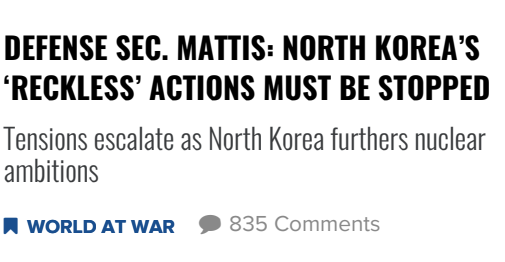 DEFENSE SEC. MATTIS: NORTH KOREA’S
‘RECKLESS’ ACTIONS MUST BE STOPPED
Tensions escalate as North Korea furthers nuclear
ambitions
WORLD AT WAR 835 Comments